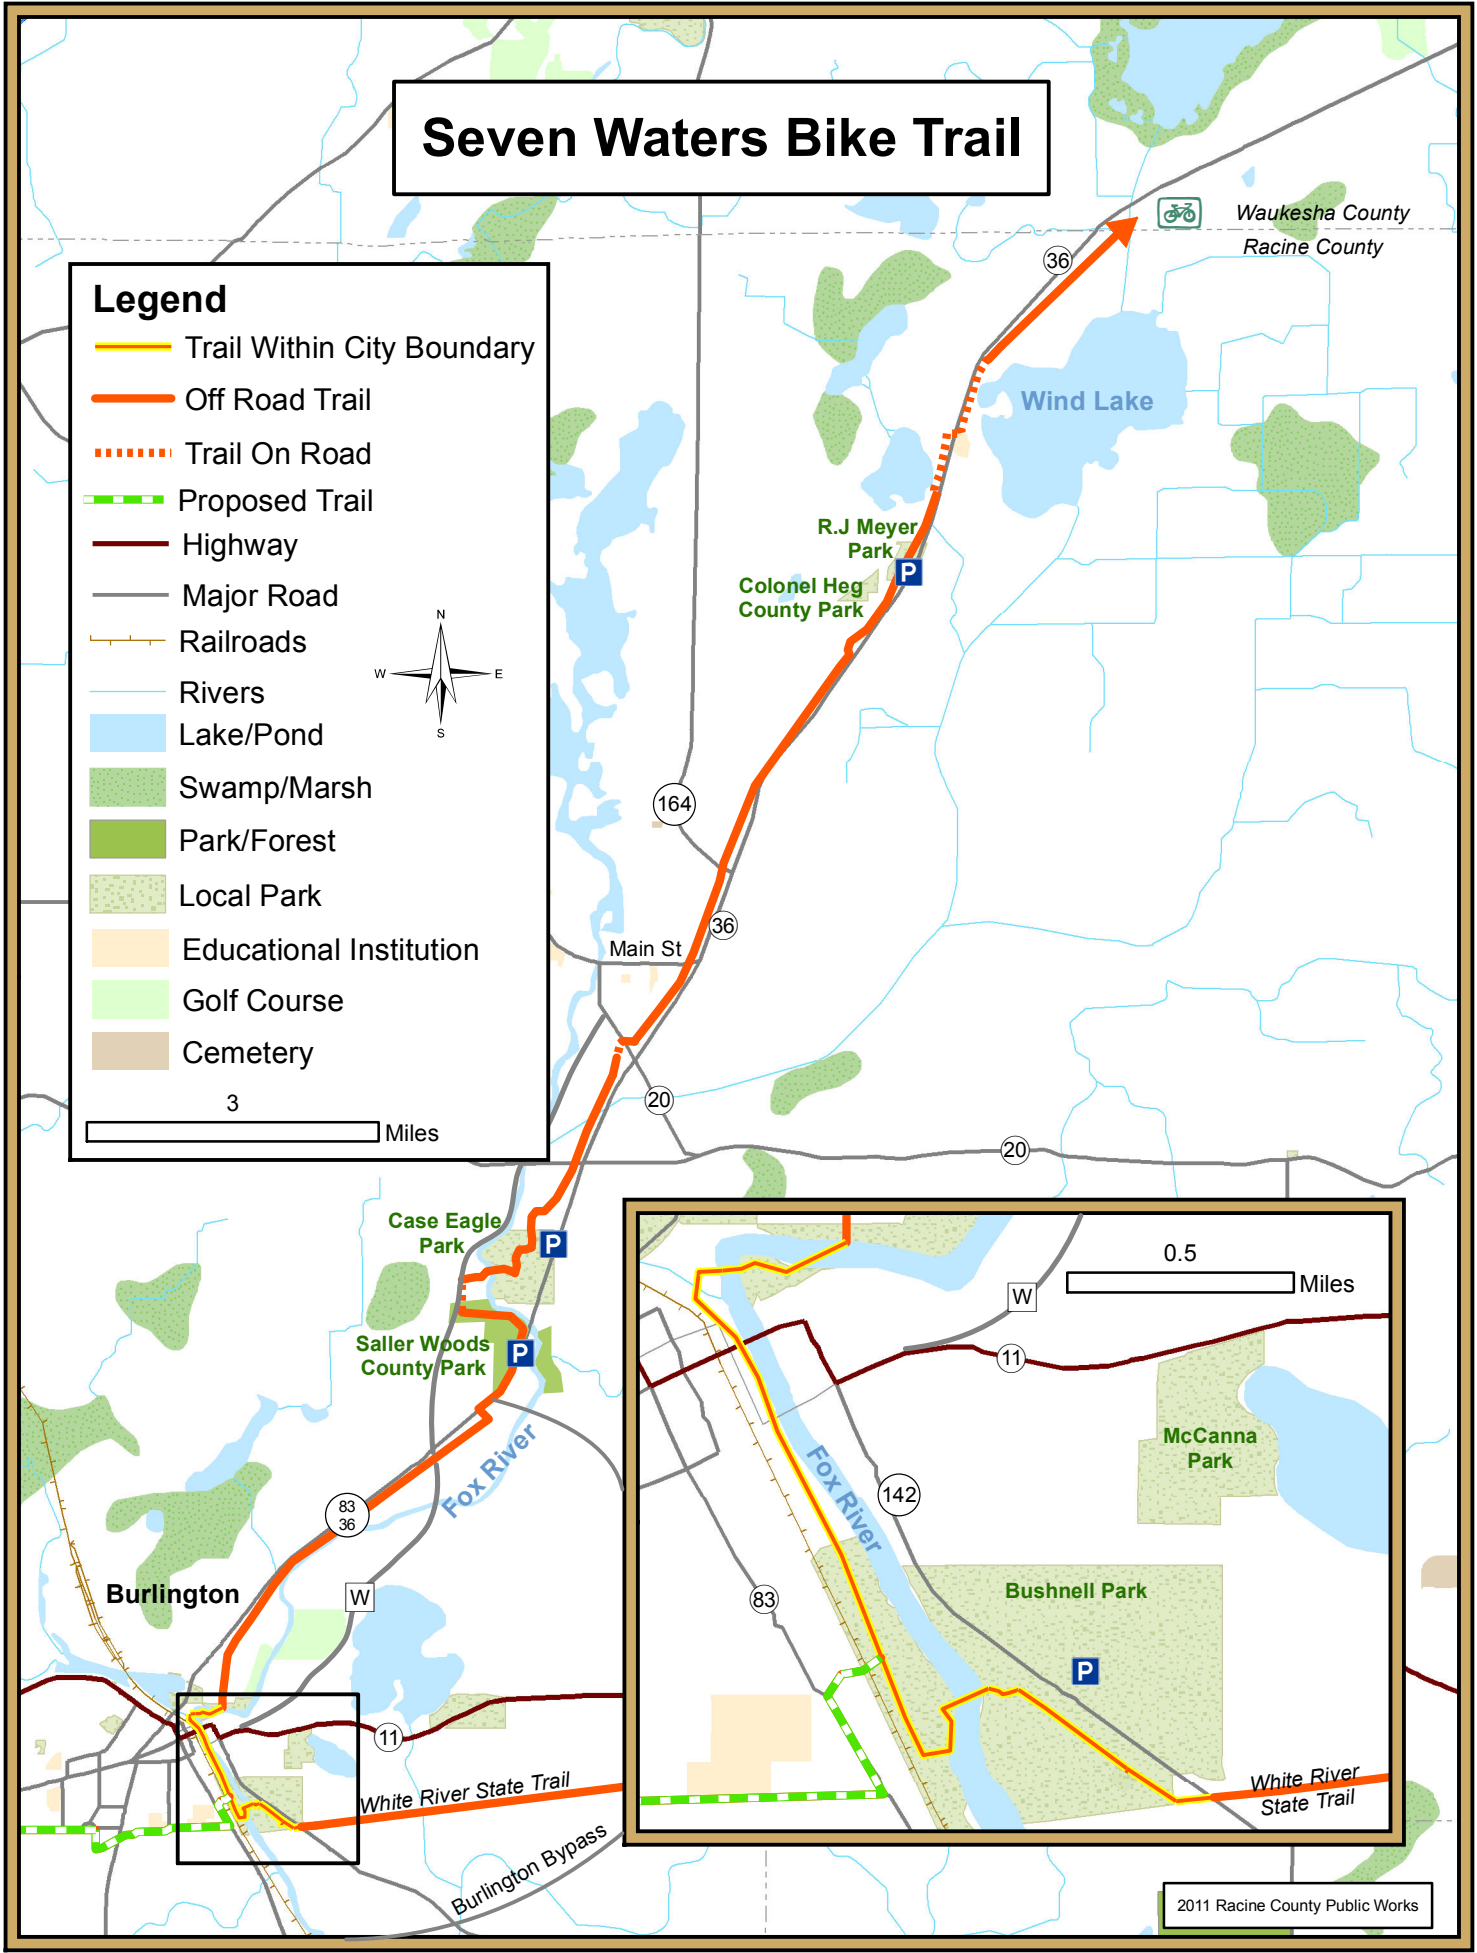 Seven Waters Bike Trail
Waukesha County
Racine County
36
Legend
Trail Within City Boundary
Off Road Trail
Trail On Road
Proposed Trail
Highway
Major Road
Railroads
Rivers
Lake/Pond
Swamp/Marsh
Park/Forest
Local Park
Educational Institution
Golf Course
Cemetery
3
Miles
N
W
E
S
Wind Lake
R.J Meyer
Park
P
Colonel Heg
County Park
164
36
Main St
20
20
Case Eagle
Park
P
Saller Woods
County Park
P
Fox River
83
36
Burlington
W
11
White River State Trail
Burlington Bypass
0.5
Miles
W
11
McCanna
Park
Fox River
142
83
Bushnell Park
P
White River
State Trail
2011 Racine County Public Works